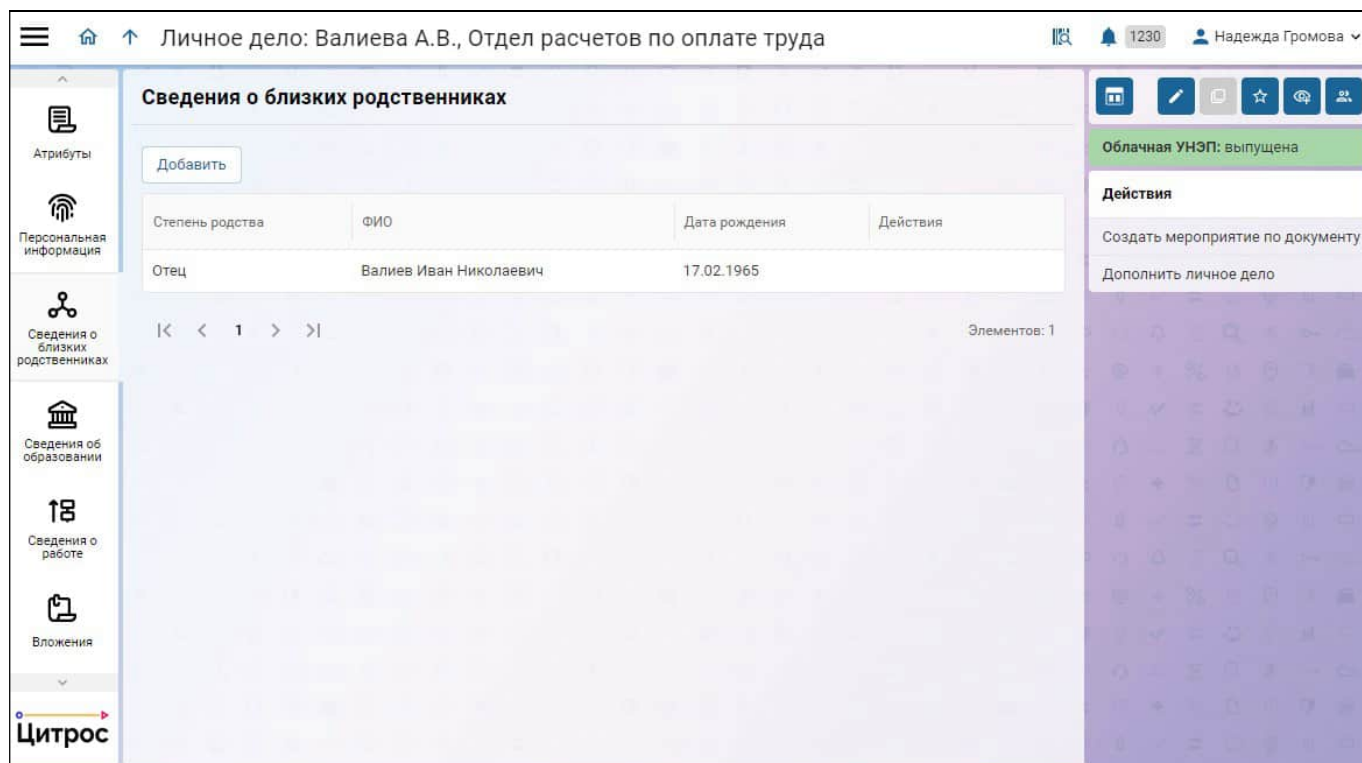 Личное дело: Валиева А.В., Отдел расчетов по оплате труда
1230
Надежда Громова
Атрибуты
Персональная
информация
Сведения о
близких
родственниках
Сведения об
образовании
Сведения о
работе
Вложения
Цитрос
Сведения о близких родственниках
Добавить
Степень родства ФИО Дата рождения Действия
Отец Валиев Иван Николаевич 17.02.1965
1
Элементов: 1
Облачная УНЭП: выпущена
Действия
Создать мероприятие по документу
Дополнить личное дело